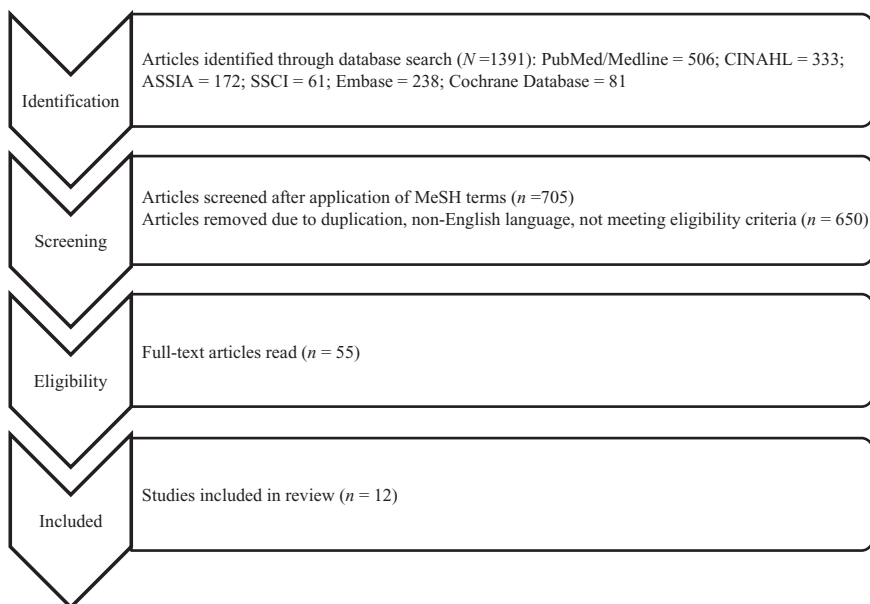 Identification
Articles identified through database search (N =1391): PubMed/Medline = 506; CINAHL = 333;
ASSIA = 172; SSCI = 61; Embase = 238; Cochrane Database = 81
Screening
Articles screened after application of MeSH terms (n =705)
Articles removed due to duplication, non-English language, not meeting eligibility criteria (n = 650)
Eligibility
Full-text articles read (n = 55)
Included
Studies included in review (n = 12)